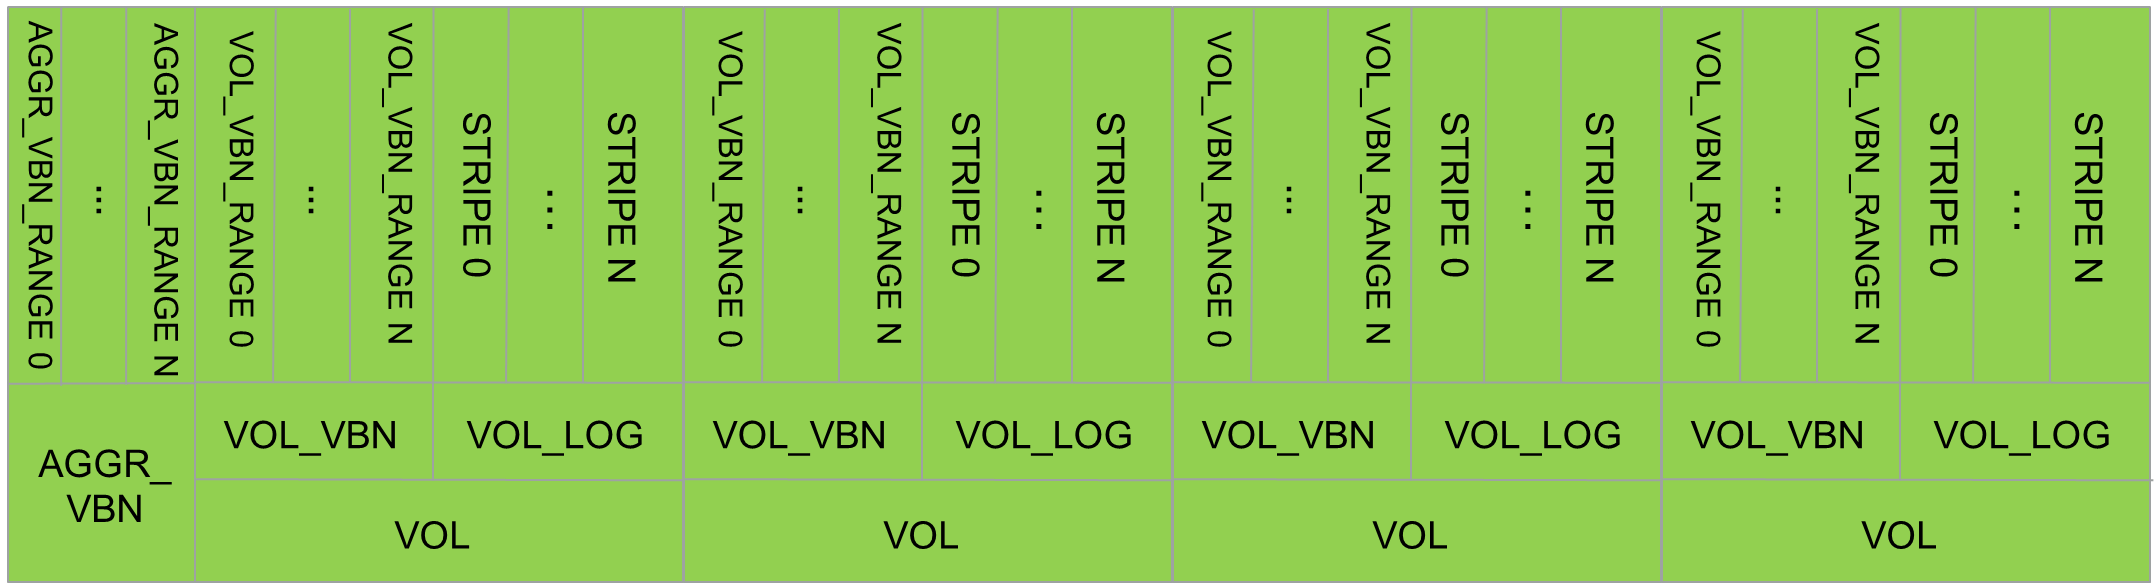 AGGR_VBN_RANGE 0
...
AGGR_VBN_RANGE N
VOL_VBN_RANGE 0
...
VOL_VBN_RANGE N
STRIPE 0
...
STRIPE N
VOL_VBN_RANGE 0
...
VOL_VBN_RANGE N
STRIPE 0
...
STRIPE N
VOL_VBN_RANGE 0
...
VOL_VBN_RANGE N
STRIPE 0
...
STRIPE N
VOL_VBN_RANGE 0
...
VOL_VBN_RANGE N
STRIPE 0
...
STRIPE N
AGGR_
VBN
VOL_VBN
VOL_LOG
VOL_VBN
VOL_LOG
VOL_VBN
VOL_LOG
VOL_VBN
VOL_LOG
VOL
VOL
VOL
VOL